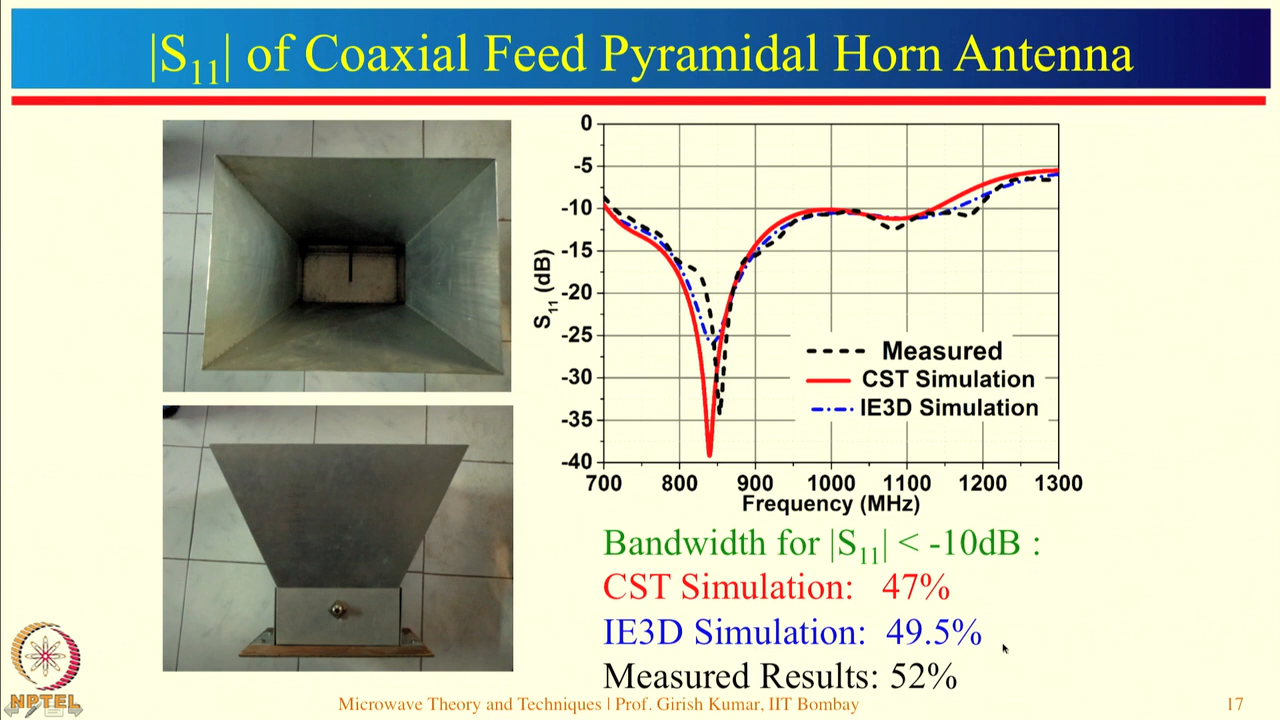 |S11| of Coaxial Feed Pyramidal Horn Antenna
0
-5
-10
-15
-20
-25
-30
-35
-40
S11 (dB)
Measured
CST Simulation
IE3D Simulation
700 800 900 1000 1100 1200 1300
Frequency (MHz)
Bandwidth for |S11| < -10dB :
CST Simulation: 47%
IE3D Simulation: 49.5%
Measured Results: 52%
NPTEL
Microwave Theory and Techniques | Prof. Girish Kumar, IIT Bombay
17